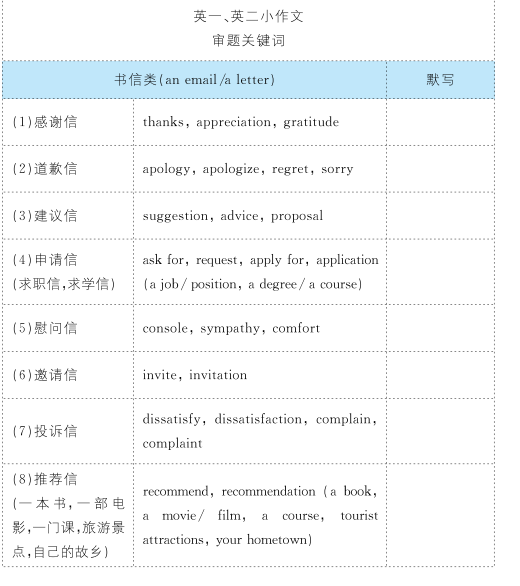 英一、英二小作文
审题关键词
书信类(an email/a letter)
默写
(1)感谢信
thanks, appreciation, gratitude
(2)道歉信
apology, apologize, regret, sorry
(3)建议信
suggestion, advice, proposal
(4)申请信
(求职信,求学信)
ask for, request, apply for, application
(a job/position, a degree/a course)
(5)慰问信
console, sympathy, comfort
(6)邀请信
invite, invitation
(7)投诉信
dissatisfy, dissatisfaction, complain,
complaint
(8)推荐信
(一本书,一部电
影,一门课,旅游景
点,自己的故乡)
recommend, recommendation (a book,
a movie/ film, a course, tourist
attractions, your hometown)